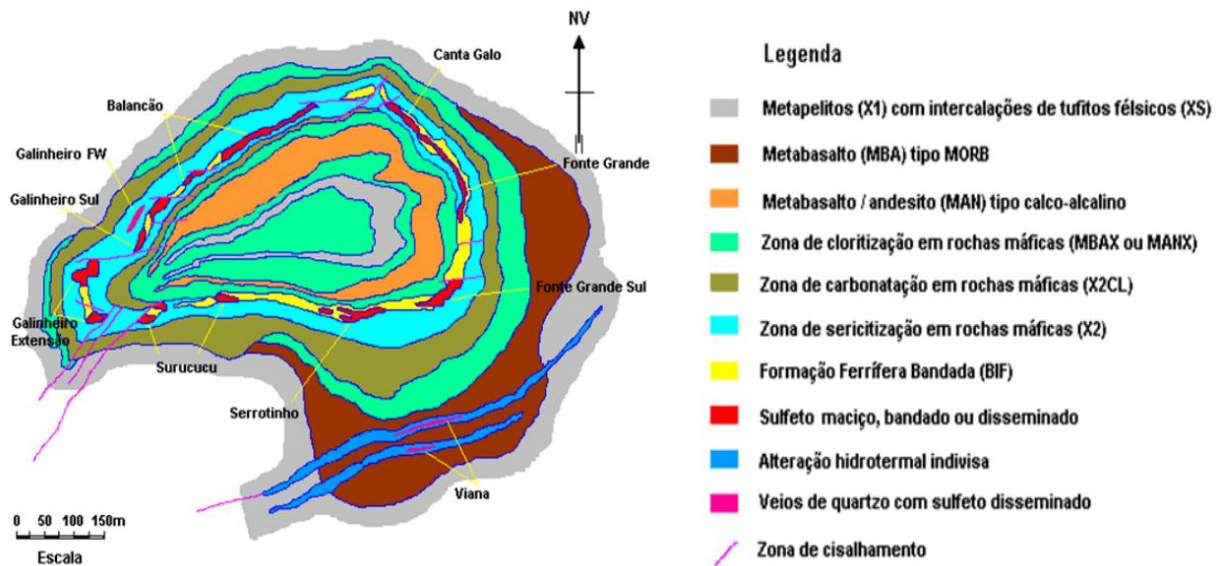 NV
Canta Galo
Balancão
Galinheiro FW
Galinheiro Sul
Fonte Grande
Fonte Grande Sul
Galinheiro
Extensão
Surucucu
Serrotinho
Viana
0 50 100 150m
Escala
Legenda
Metapelitos (X1) com intercalações de tufitos félsicos (XS)
Metabasalto (MBA) tipo MORB
Metabasalto / andesito (MAN) tipo calco-alcalino
Zona de cloritização em rochas máficas (MBAX ou MANX)
Zona de carbonatação em rochas máficas (X2CL)
Zona de sericitização em rochas máficas (X2)
Formação Ferrífera Bandada (BIF)
Sulfeto maciço, bandado ou disseminado
Alteração hidrotermal indivisa
Veios de quartzo com sulfeto disseminado
Zona de cisalhamento